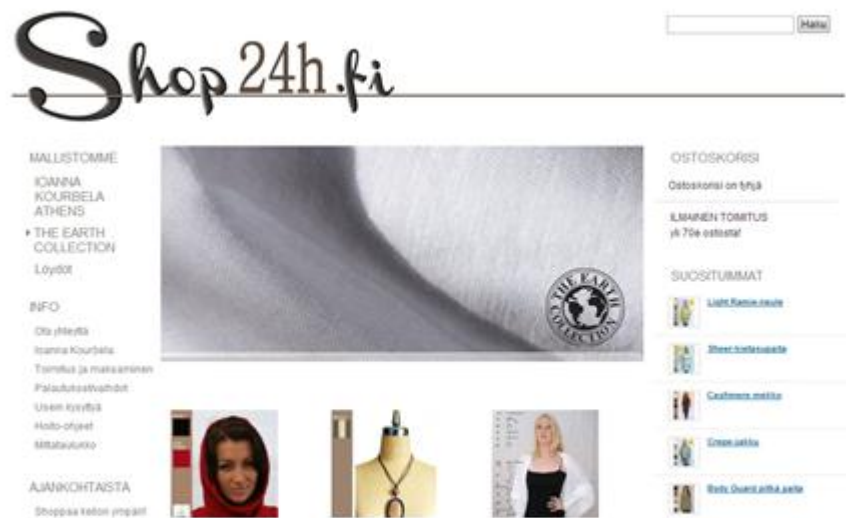 Shop24h.fi
Haku
MALLISTOMME
IOANNA
KOURBELA
ATHENS
THE EARTH
COLLECTION
Löydöt
INFO
Ota yhteyttä
Ioanna Kourbela
Toimitus ja maksaminen
Palautukset/vaihdot
Usein kysyttyä
Hoito-ohjeet
Mittataulukko
AJANKOHTAISTA
Shoppaa kellon ympäri!
THE EARTH
COLLECTION
OSTOSKORISI
Ostoskorisi on tyhjä
ILMAINEN TOIMITUS
yli 70e ostosta!
SUOSITUIMMAT
Light Ramie-neule
Sheer-trikoopaita
Cashmere mekko
Crepe-jakku
Body Guard pitkä paita